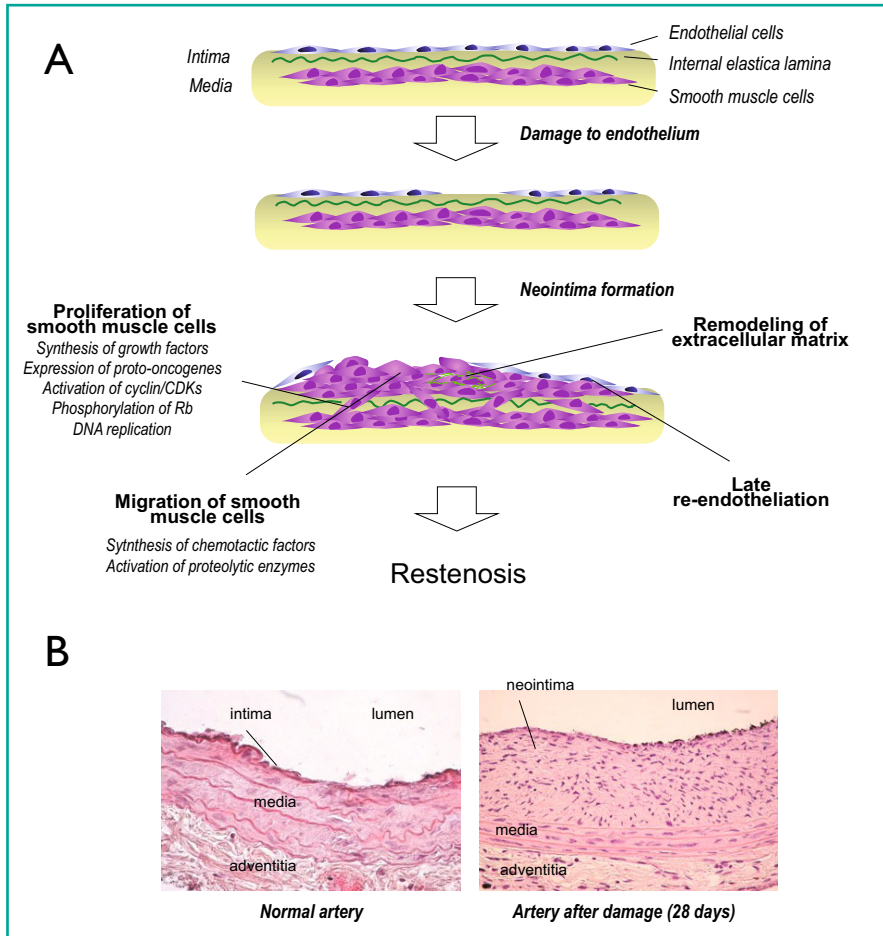 A
Intima
Media
Endothelial cells
Internal elastica lamina
Smooth muscle cells
Damage to endothelium
Neointima formation
Proliferation of
smooth muscle cells
Synthesis of growth factors
Expression of proto-oncogenes
Activation of cyclin/CDKs
Phosphorylation of Rb
DNA replication
Remodeling of
extracellular matrix
Migration of smooth
muscle cells
Sytnthesis of chemotactic factors
Activation of proteolytic enzymes
Late
re-endotheliation
Restenosis
B
intima
lumen
media
adventitia
Normal artery
neointima
lumen
media
adventitia
Artery after damage (28 days)